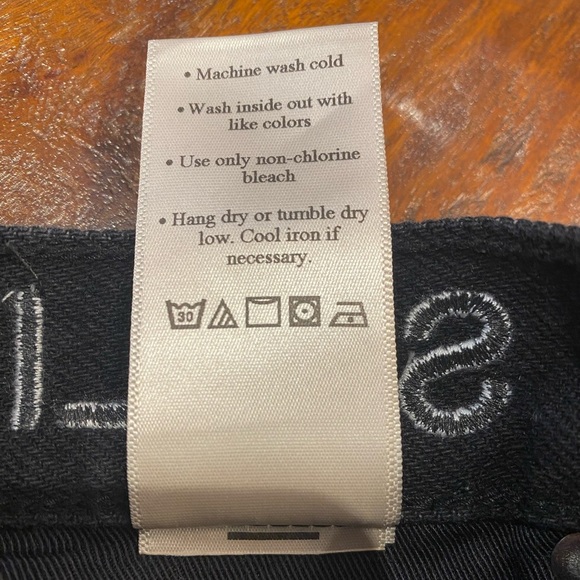 • Machine wash cold
• Wash inside out with
like colors
• Use only non-chlorine
bleach
• Hang dry or tumble dry
low. Cool iron if
necessary.
30
S